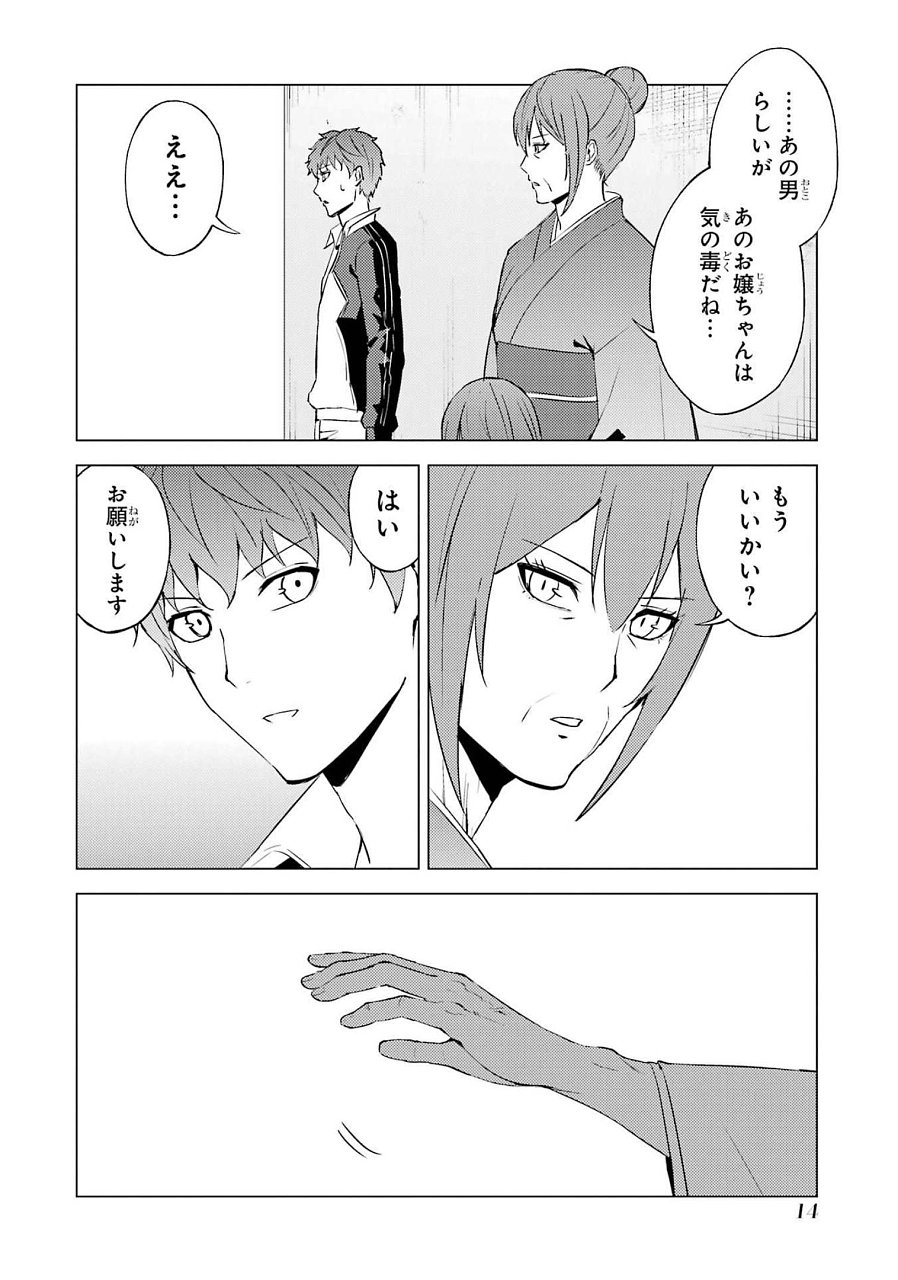 ……あの男
らしいが
あのお嬢ちゃんは
気の毒だね…
ええ…
もう
いいかい？
はい
お願いします
14